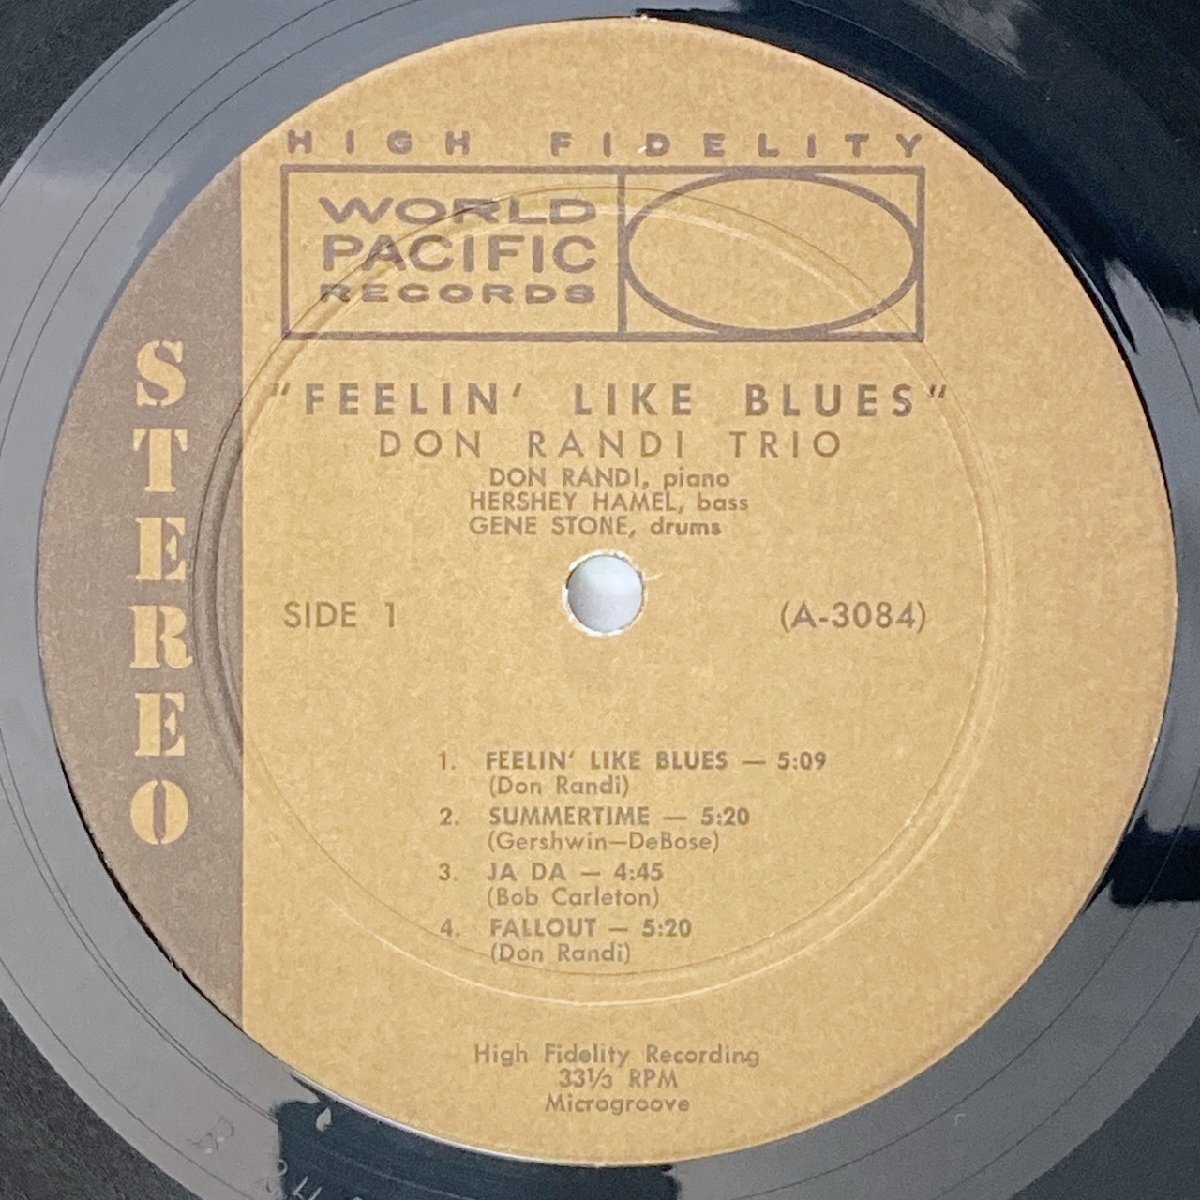 HIGH FIDELITY
WORLD
PACIFIC
RECORDS
STEREO
"FEELIN' LIKE BLUES"
DON RANDI TRIO
DON RANDI, piano
HERSHEY HAMEL, bass
GENE STONE, drums
SIDE 1 (A-3084)
1. FEELIN' LIKE BLUES — 5:09
(Don Randi)
2. SUMMERTIME — 5:20
(Gershwin—DeBose)
3. JA DA — 4:45
(Bob Carleton)
4. FALLOUT — 5:20
(Don Randi)
High Fidelity Recording
33⅓ RPM
Microgroove